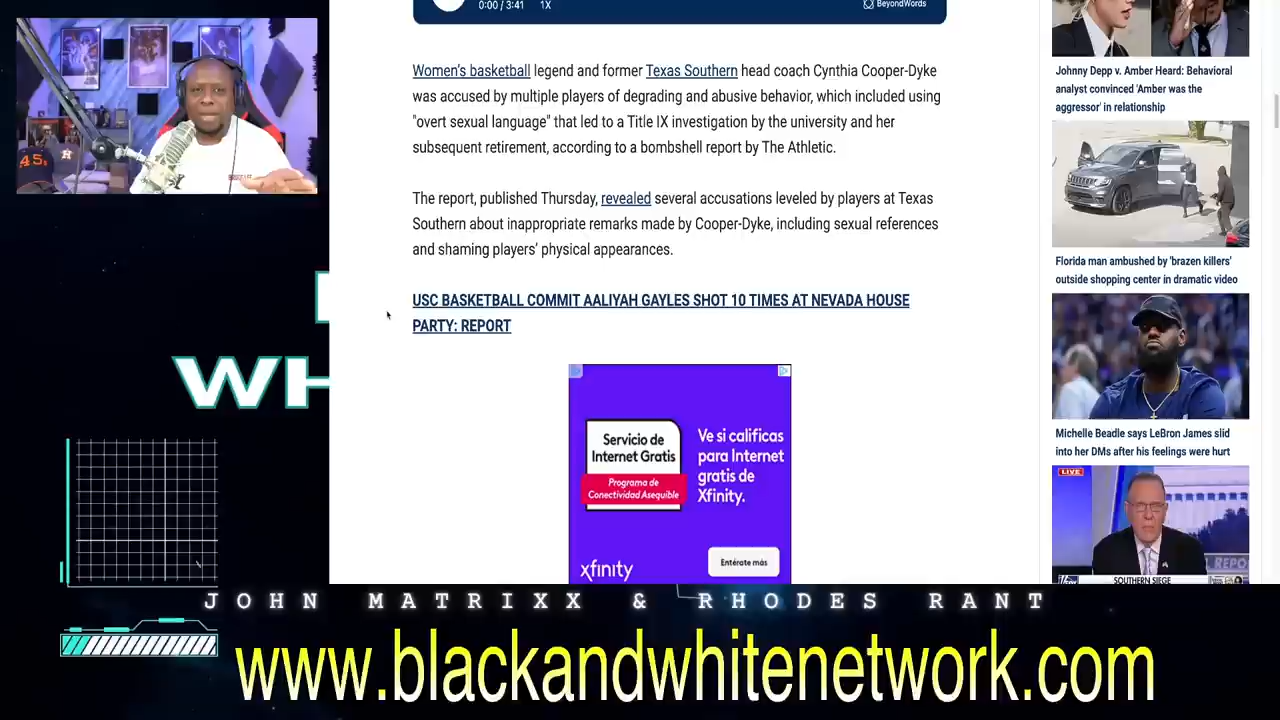 0:00 / 3:41 1X
BeyondWords
Women's basketball legend and former Texas Southern head coach Cynthia Cooper-Dyke
was accused by multiple players of degrading and abusive behavior, which included using
"overt sexual language" that led to a Title IX investigation by the university and her
subsequent retirement, according to a bombshell report by The Athletic.
The report, published Thursday, revealed several accusations leveled by players at Texas
Southern about inappropriate remarks made by Cooper-Dyke, including sexual references
and shaming players' physical appearances.
USC BASKETBALL COMMIT AALIYAH GAYLES SHOT 10 TIMES AT NEVADA HOUSE
PARTY: REPORT
Servicio de
Internet Gratis
Programa de
Conectividad Asequible
Ve si calificas
para Internet
gratis de
Xfinity.
xfinity
Entérate más
Johnny Depp v. Amber Heard: Behavioral
analyst convinced 'Amber was the
aggressor' in relationship
Florida man ambushed by 'brazen killers'
outside shopping center in dramatic video
Michelle Beadle says LeBron James slid
into her DMs after his feelings were hurt
LIVE
SOUTHERN SIEGE
45s
WH
JOHN MATRIXX & RHODES RANT
www.blackandwhitenetwork.com